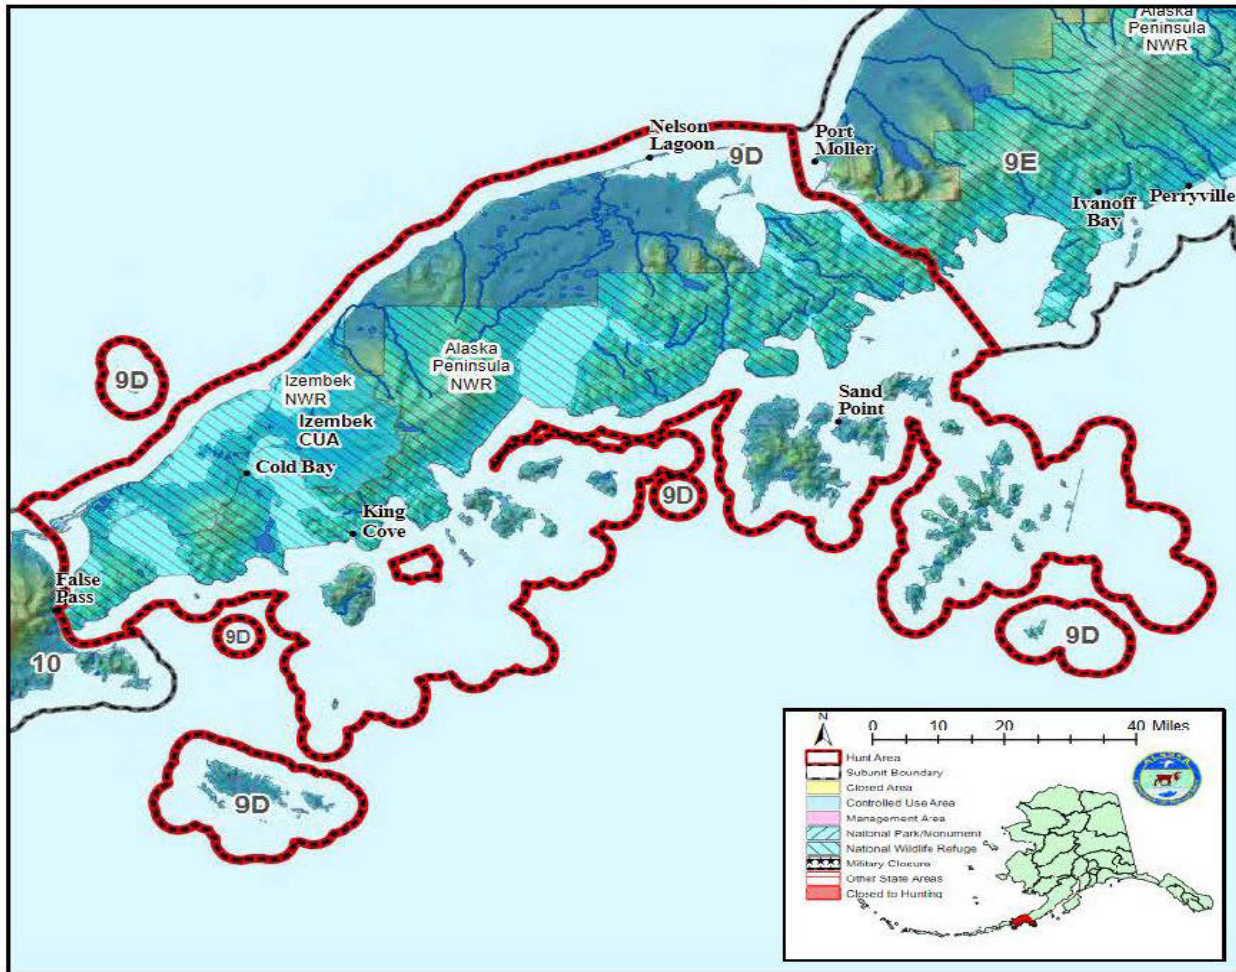 Alaska
Peninsula
NWR
Nelson
Lagoon
9D
Port
Moller
9E
Ivanoff
Bay
Perryville
9D
Alaska
Peninsula
NWR
Izembek
NWR
Izembek
CUA
Cold Bay
Sand
Point
9D
King
Cove
False
Pass
9D
9D
10
9D
N
0 10 20 40 Miles
Hunt Area
Subunit Boundary
Closed Area
Controlled Use Area
Management Area
National Park/Monument
National Wildlife Refuge
Military Closure
Other State Areas
Closed to Hunting
ALASKA